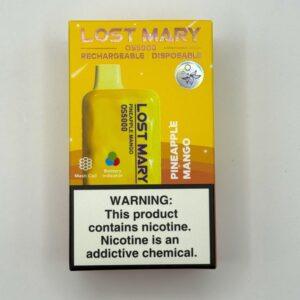 LOST MARY
OS5000
RECHARGEABLE DISPOSABLE
LOST MARY
OS5000
PINEAPPLE MANGO
PINEAPPLE
MANGO
Mesh Coil
Battery
indicator
WARNING:
This product
contains nicotine.
Nicotine is an
addictive chemical.